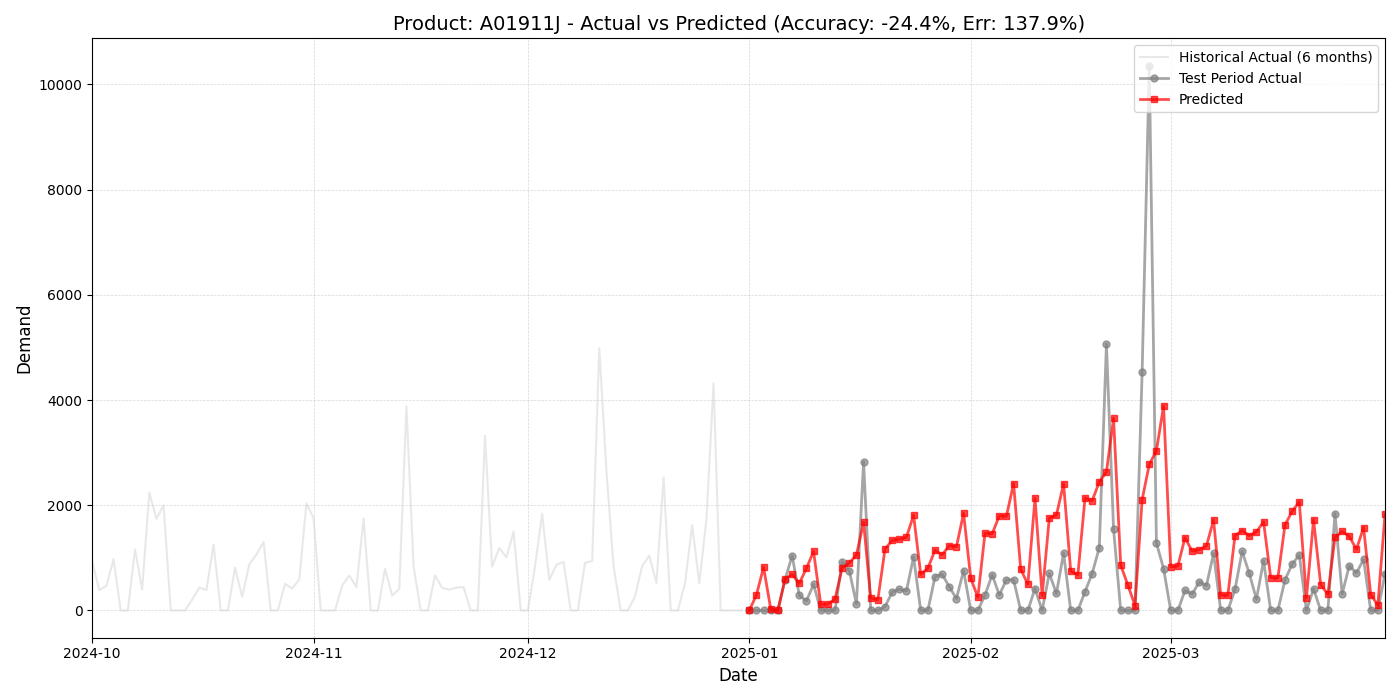 Product: A01911J - Actual vs Predicted (Accuracy: -24.4%, Err: 137.9%)
Historical Actual (6 months)
Test Period Actual
Predicted
10000
8000
6000
4000
2000
0
Demand
2024-10
2024-11
2024-12
2025-01
2025-02
2025-03
Date